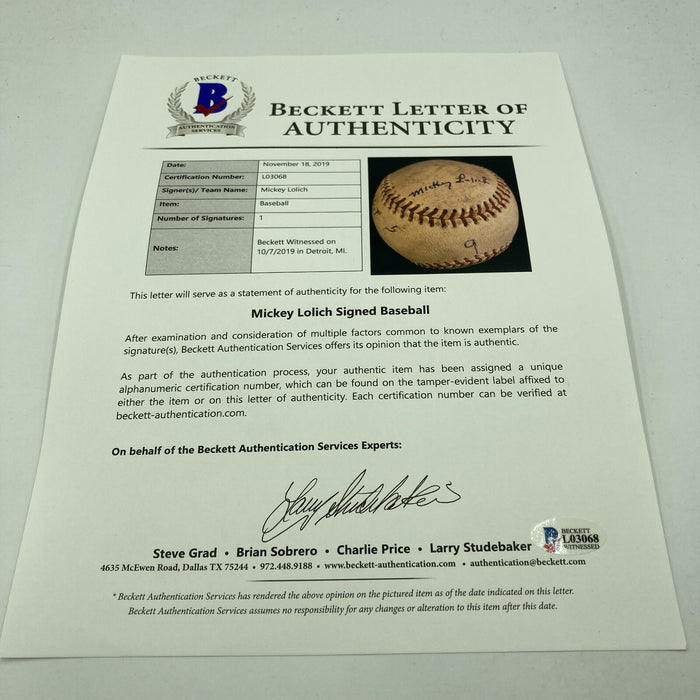 BECKETT
B
AUTHENTICATION
SERVICES
BECKETT LETTER OF
AUTHENTICITY
Date: November 18, 2019
Certification Number: L03068
Signer(s)/ Team Name: Mickey Lolich
Item: Baseball
Number of Signatures: 1
Notes: Beckett Witnessed on
10/7/2019 in Detroit, MI.
Mickey Lolich
5
9
This letter will serve as a statement of authenticity for the following item:
Mickey Lolich Signed Baseball
After examination and consideration of multiple factors common to known exemplars of the
signature(s), Beckett Authentication Services offers its opinion that the item is authentic.
As part of the authentication process, your authentic item has been assigned a unique
alphanumeric certification number, which can be found on the tamper-evident label affixed to
either the item or on this letter of authenticity. Each certification number can be verified at
beckett-authentication.com.
On behalf of the Beckett Authentication Services Experts:
Larry Studebaker
Steve Grad • Brian Sobrero • Charlie Price • Larry Studebaker
BECKETT
L03068
WITNESSED
4635 McEwen Road, Dallas TX 75244 • 972.448.9188 • www.beckett-authentication.com • authentication@beckett.com
* Beckett Authentication Services has rendered the above opinion on the pictured item as of the date indicated on this letter.
Beckett Authentication Services assumes no responsibility for any changes or alteration to this item after this date.